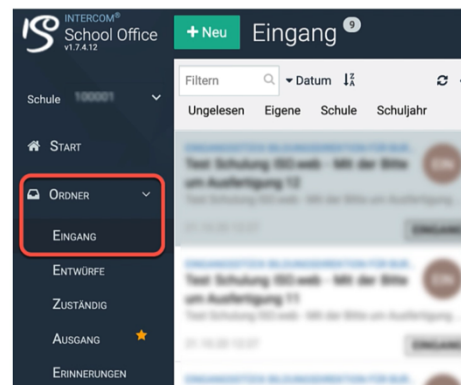 INTERCOM®
School Office
v1.7.4.12
+ Neu
Eingang 9
Schule 100001
Filtern
Datum
Ungelesen Eigene Schule Schuljahr
START
ORDNER
EINGANG
ENTWÜRFE
ZUSTÄNDIG
AUSGANG
ERINNERUNGEN
Test Schulung ISO.web - Mit der Bitte
um Ausfertigung 12
Test Schulung ISO.web - Mit der Bitte
um Ausfertigung 11